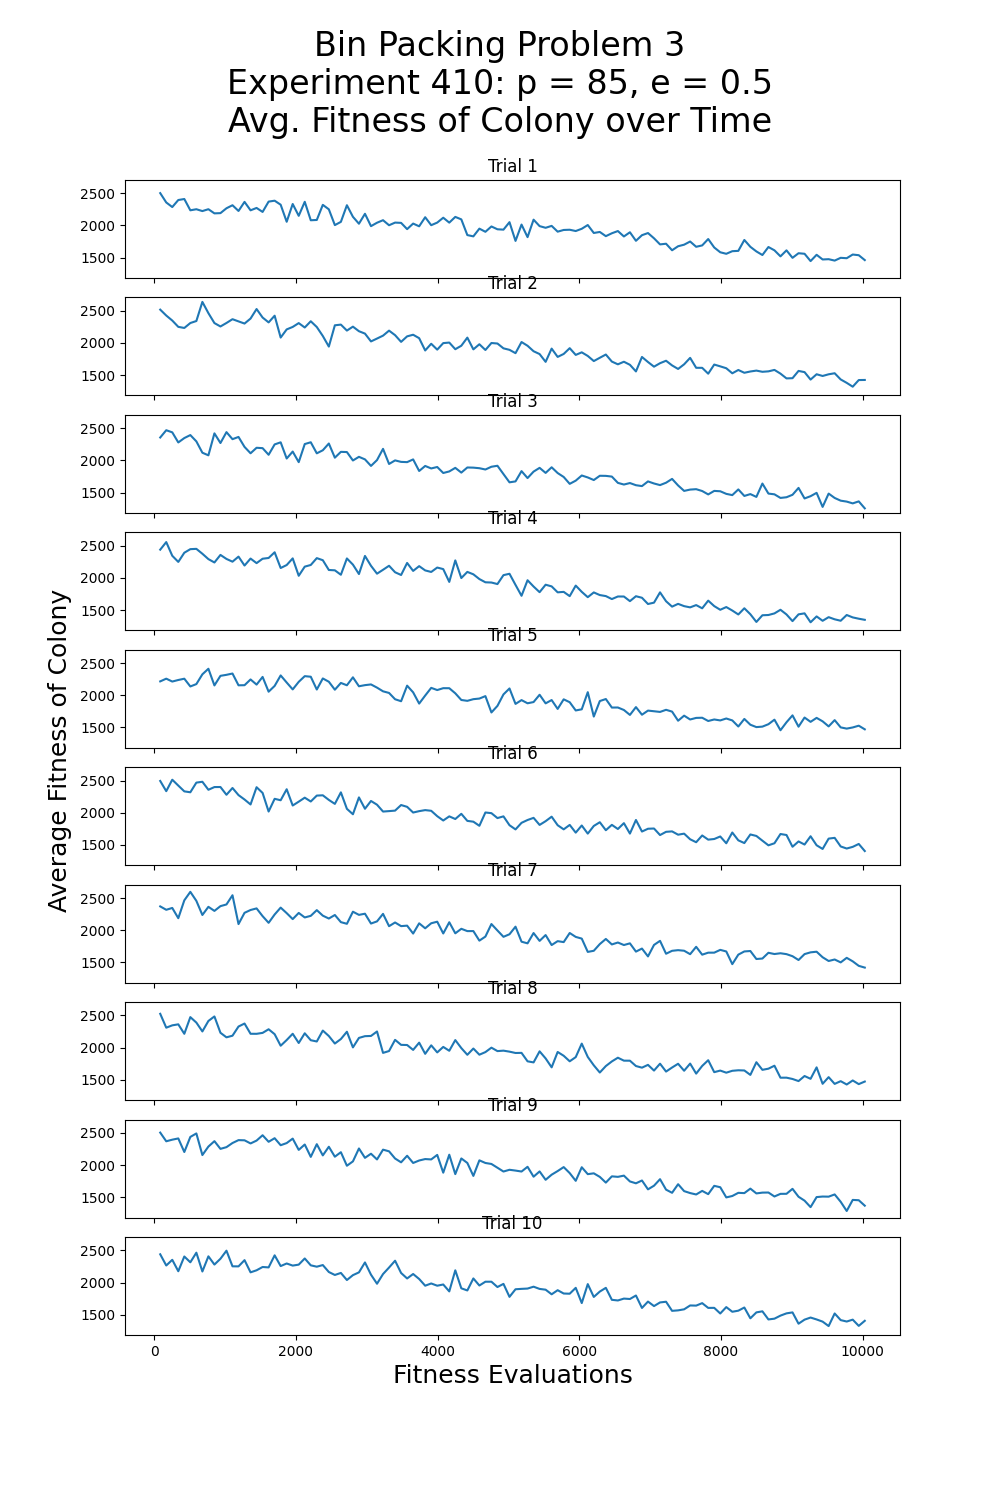 Bin Packing Problem 3
Experiment 410: p = 85, e = 0.5
Avg. Fitness of Colony over Time
Average Fitness of Colony
Trial 1
2500
2000
1500
Trial 2
2500
2000
1500
Trial 3
2500
2000
1500
Trial 4
2500
2000
1500
Trial 5
2500
2000
1500
Trial 6
2500
2000
1500
Trial 7
2500
2000
1500
Trial 8
2500
2000
1500
Trial 9
2500
2000
1500
Trial 10
2500
2000
1500
0 2000 4000 6000 8000 10000
Fitness Evaluations